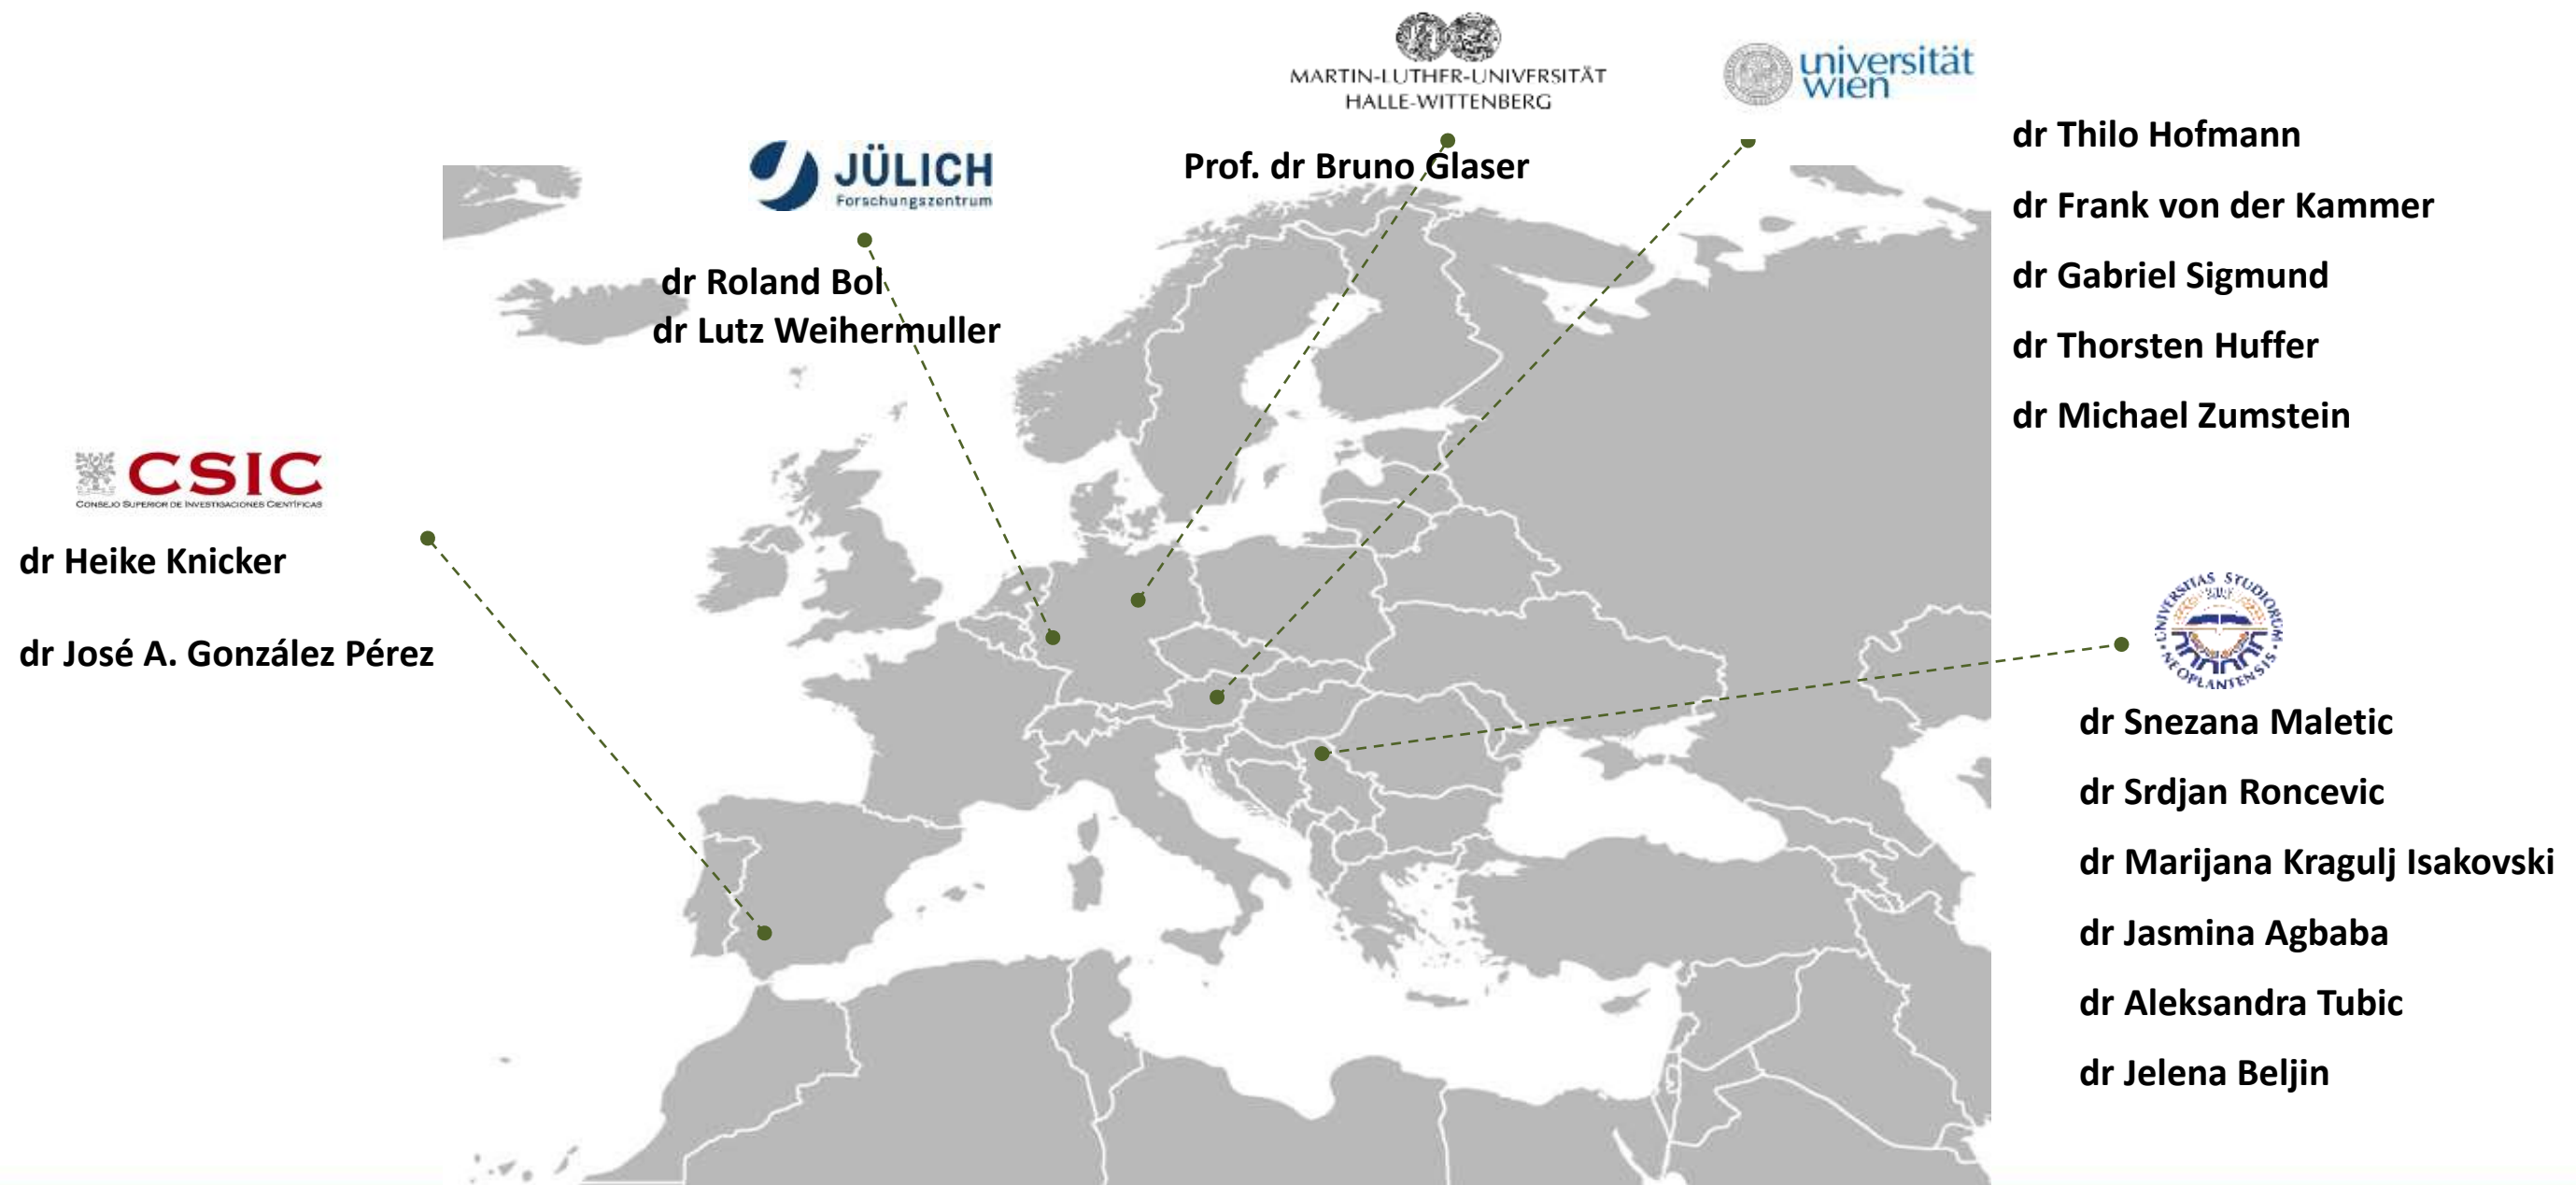 MARTIN-LUTHER-UNIVERSITÄT
HALLE-WITTENBERG
Prof. dr Bruno Glaser
universität
wien
dr Thilo Hofmann
dr Frank von der Kammer
dr Gabriel Sigmund
dr Thorsten Huffer
dr Michael Zumstein
JÜLICH
Forschungszentrum
dr Roland Bol
dr Lutz Weihermuller
CSIC
CONSEJO SUPERIOR DE INVESTIGACIONES CIENTÍFICAS
dr Heike Knicker
dr José A. González Pérez
UNIVERSITAS STUDIORUM
NEOPLANTENSIS
dr Snezana Maletic
dr Srdjan Roncevic
dr Marijana Kragulj Isakovski
dr Jasmina Agbaba
dr Aleksandra Tubic
dr Jelena Beljin